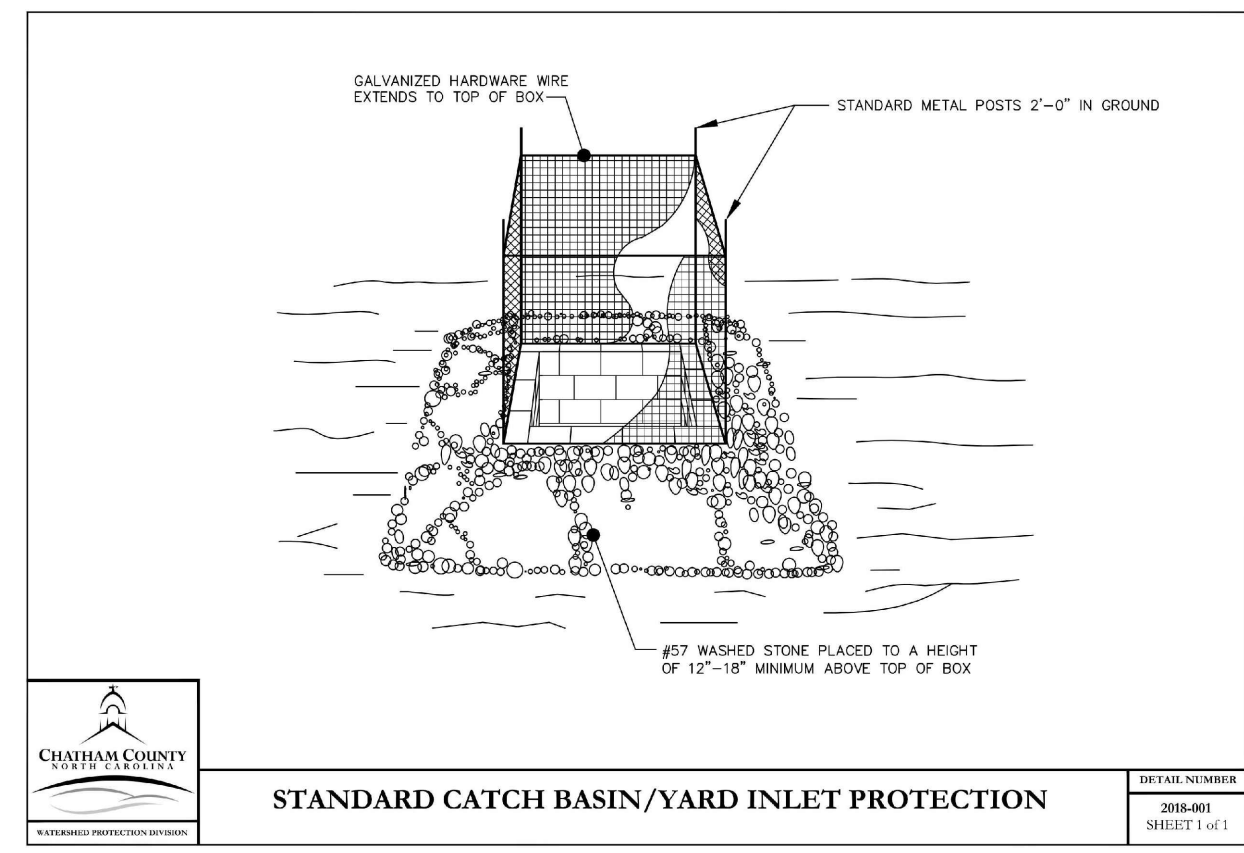 GALVANIZED HARDWARE WIRE
EXTENDS TO TOP OF BOX
STANDARD METAL POSTS 2'-0" IN GROUND
#57 WASHED STONE PLACED TO A HEIGHT
OF 12"-18" MINIMUM ABOVE TOP OF BOX
CHATHAM COUNTY
NORTH CAROLINA
WATERSHED PROTECTION DIVISION
STANDARD CATCH BASIN/YARD INLET PROTECTION
DETAIL NUMBER
2018-001
SHEET 1 of 1